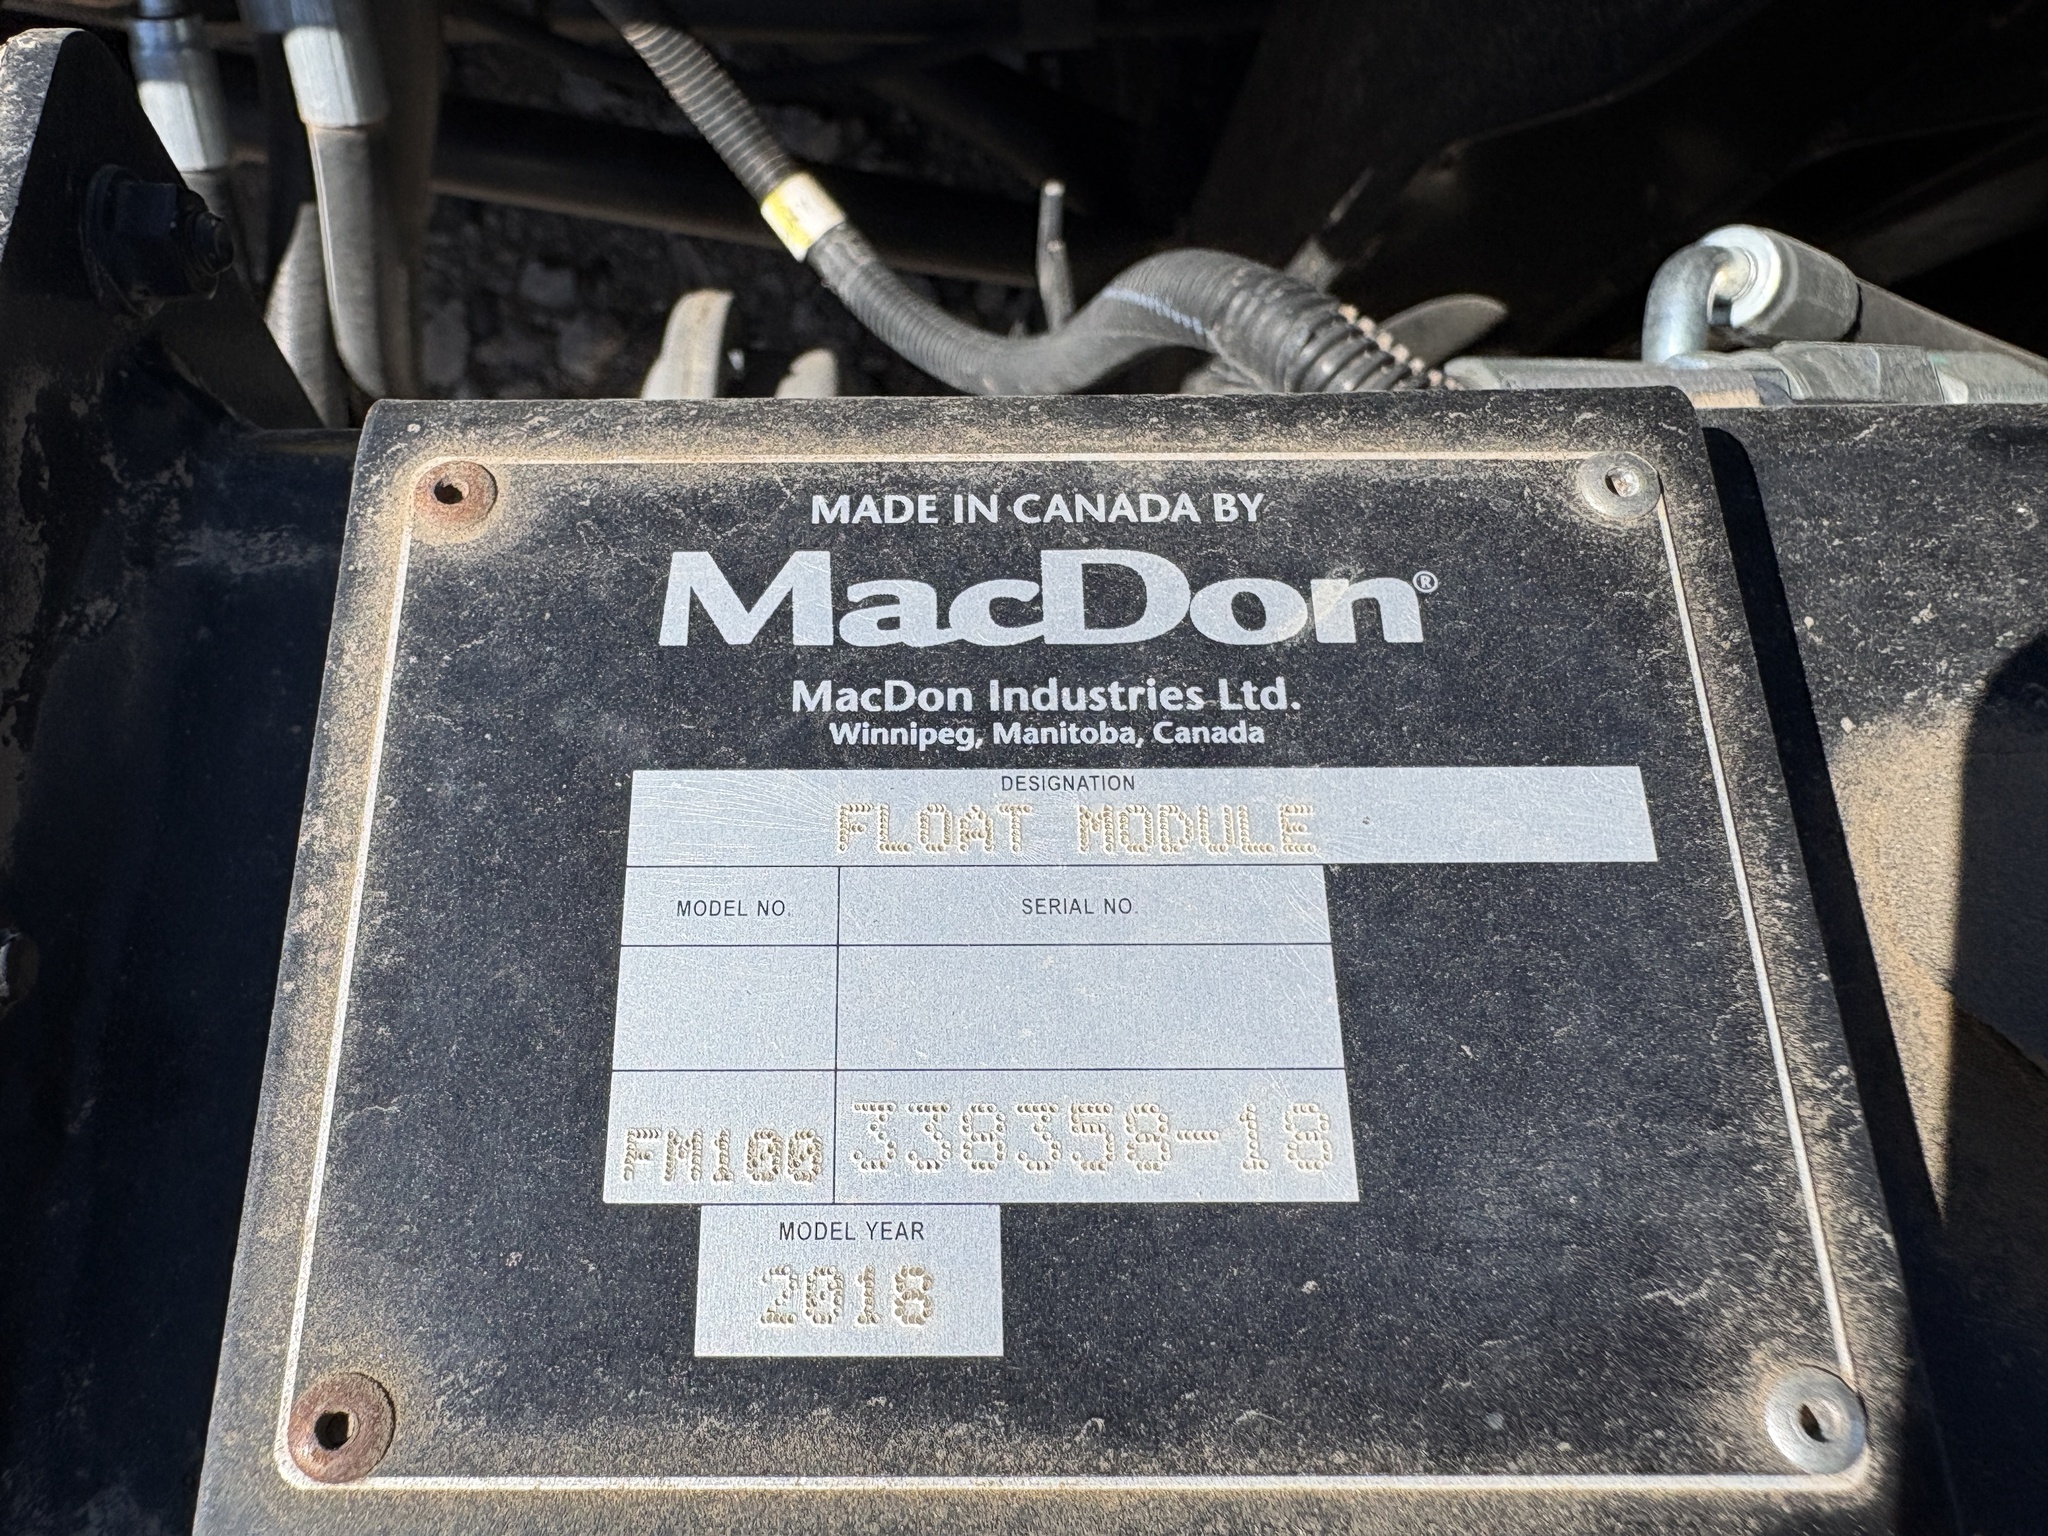 MADE IN CANADA BY
MacDon®
MacDon Industries Ltd.
Winnipeg, Manitoba, Canada
DESIGNATION
FLOAT MODULE
MODEL NO. SERIAL NO.
FM100 338358-18
MODEL YEAR
2018